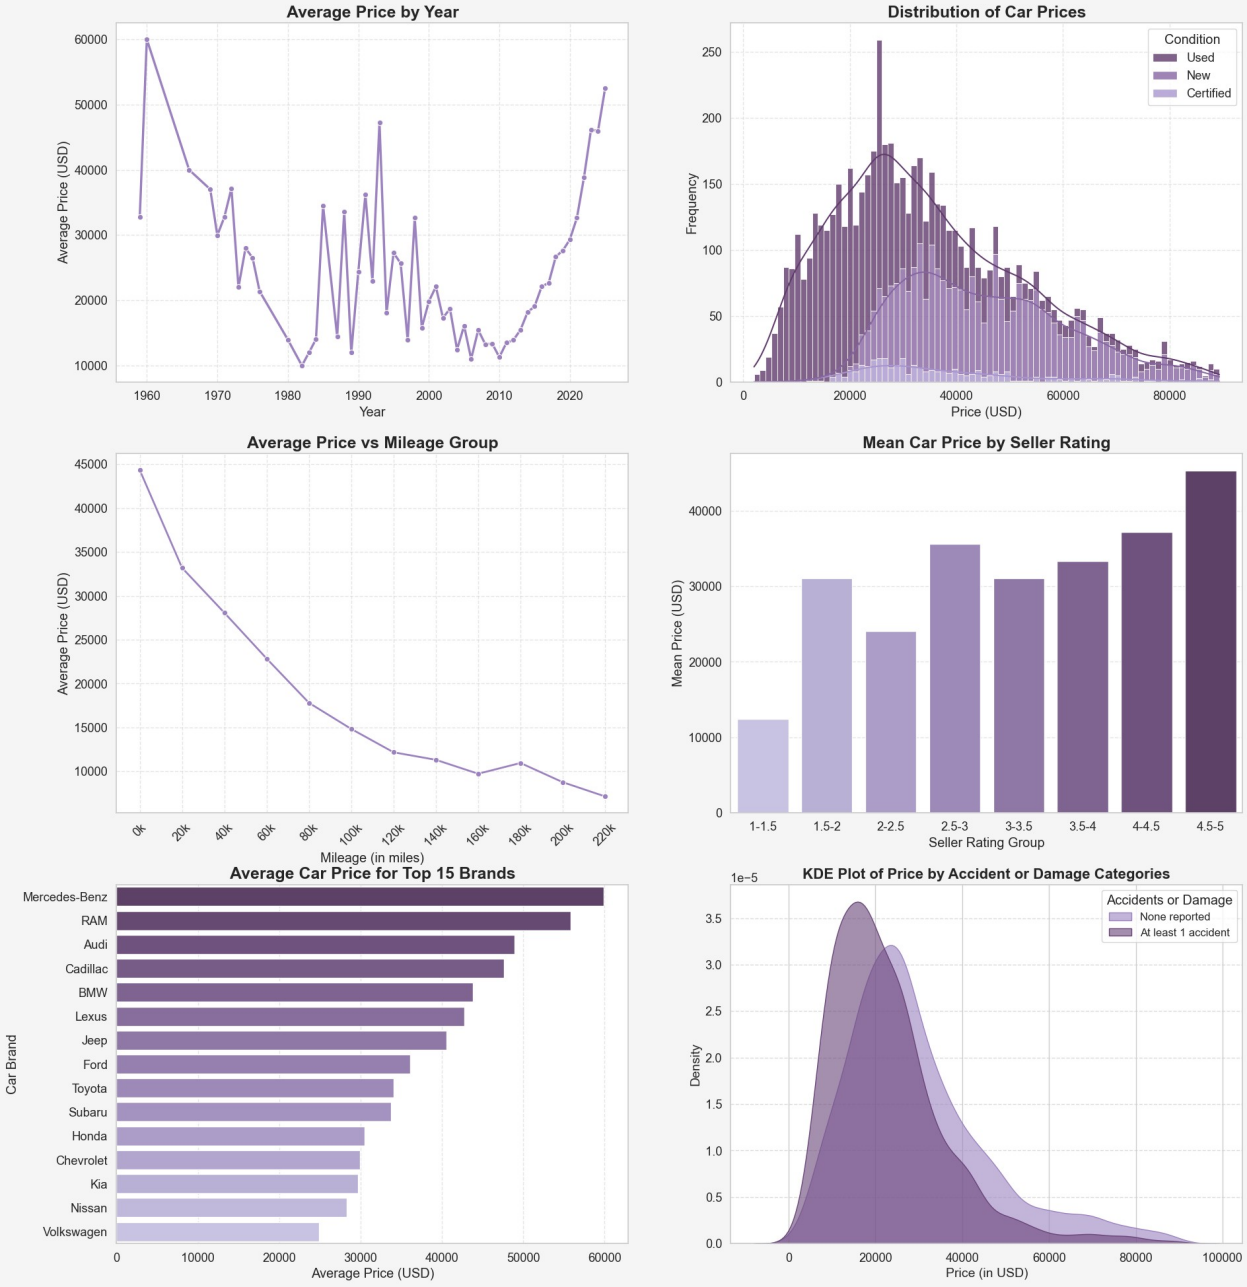 Average Price by Year
Average Price (USD)
60000
50000
40000
30000
20000
10000
1960 1970 1980 1990 2000 2010 2020
Year
Distribution of Car Prices
Frequency
250
200
150
100
50
0
Condition
Used
New
Certified
0 20000 40000 60000 80000
Price (USD)
Average Price vs Mileage Group
Average Price (USD)
45000
40000
35000
30000
25000
20000
15000
10000
0k 20k 40k 60k 80k 100k 120k 140k 160k 180k 200k 220k
Mileage (in miles)
Mean Car Price by Seller Rating
Mean Price (USD)
40000
30000
20000
10000
0
1-1.5 1.5-2 2-2.5 2.5-3 3-3.5 3.5-4 4-4.5 4.5-5
Seller Rating Group
Average Car Price for Top 15 Brands
Car Brand
Mercedes-Benz
RAM
Audi
Cadillac
BMW
Lexus
Jeep
Ford
Toyota
Subaru
Honda
Chevrolet
Kia
Nissan
Volkswagen
0 10000 20000 30000 40000 50000 60000
Average Price (USD)
KDE Plot of Price by Accident or Damage Categories
1e−5
Density
3.5
3.0
2.5
2.0
1.5
1.0
0.5
0.0
Accidents or Damage
None reported
At least 1 accident
0 20000 40000 60000 80000 100000
Price (in USD)